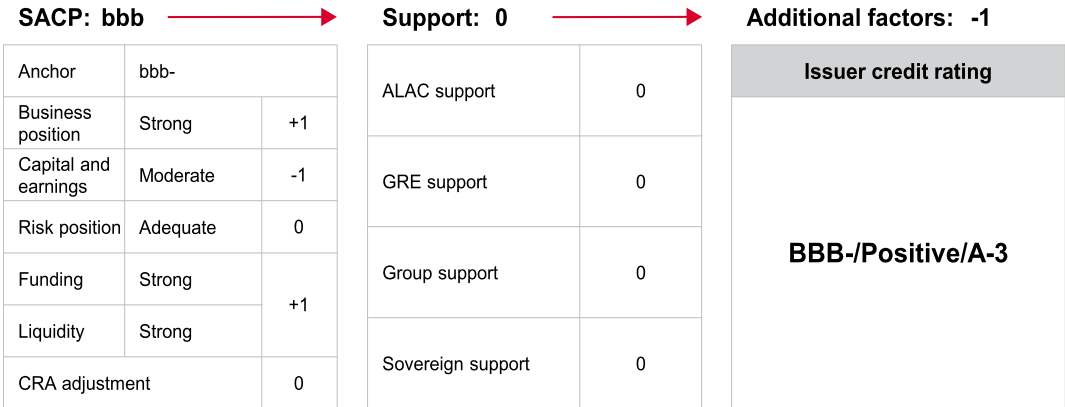 SACP: bbb
Support: 0
Additional factors: -1
Anchor bbb-
Business position Strong +1
Capital and earnings Moderate -1
Risk position Adequate 0
Funding Strong
+1
Liquidity Strong
CRA adjustment 0
ALAC support 0
GRE support 0
Group support 0
Sovereign support 0
Issuer credit rating
BBB-/Positive/A-3